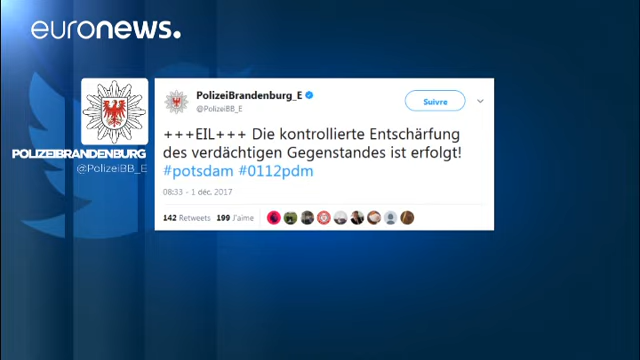 euronews.
POLIZEIBRANDENBURG
@PolizeiBB_E
PolizeiBrandenburg_E
@PolizeiBB_E
Suivre
+++EIL+++ Die kontrollierte Entschärfung
des verdächtigen Gegenstandes ist erfolgt!
#potsdam #0112pdm
08:33 - 1 déc. 2017
142 Retweets 199 J'aime